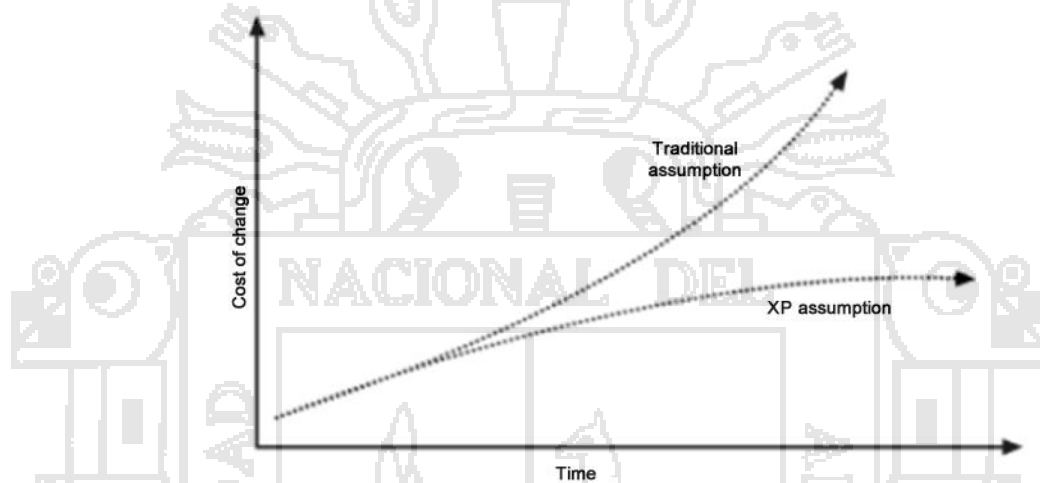 Traditional
assumption
Cost of change
NACIONAL DEL
XP assumption
Time